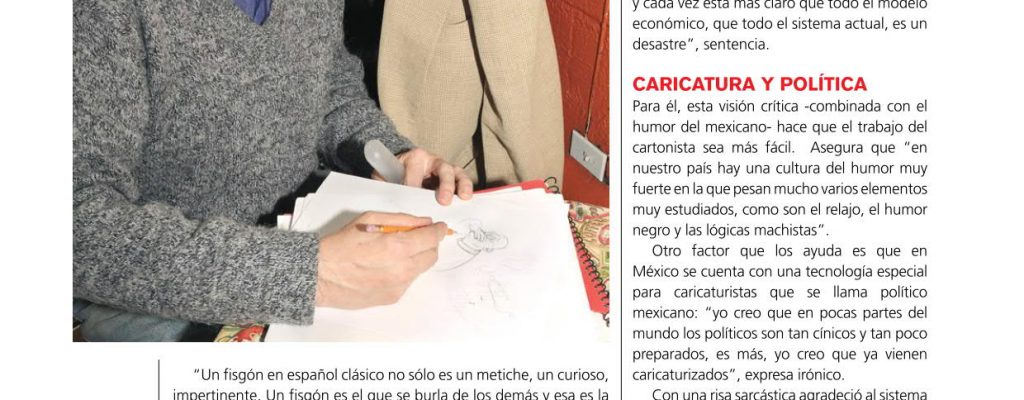 y cada vez está más claro que todo el modelo
económico, que todo el sistema actual, es un
desastre”, sentencia.
CARICATURA Y POLÍTICA
Para él, esta visión crítica -combinada con el
humor del mexicano- hace que el trabajo del
cartonista sea más fácil. Asegura que “en
nuestro país hay una cultura del humor muy
fuerte en la que pesan mucho varios elementos
muy estudiados, como son el relajo, el humor
negro y las lógicas machistas”.
Otro factor que los ayuda es que en
México se cuenta con una tecnología especial
para caricaturistas que se llama político
mexicano: “yo creo que en pocas partes del
mundo los políticos son tan cínicos y tan poco
preparados, es más, yo creo que ya vienen
caricaturizados”, expresa irónico.
Con una risa sarcástica agradeció al sistema
“Un fisgón en español clásico no sólo es un metiche, un curioso,
impertinente. Un fisgón es el que se burla de los demás y esa es la